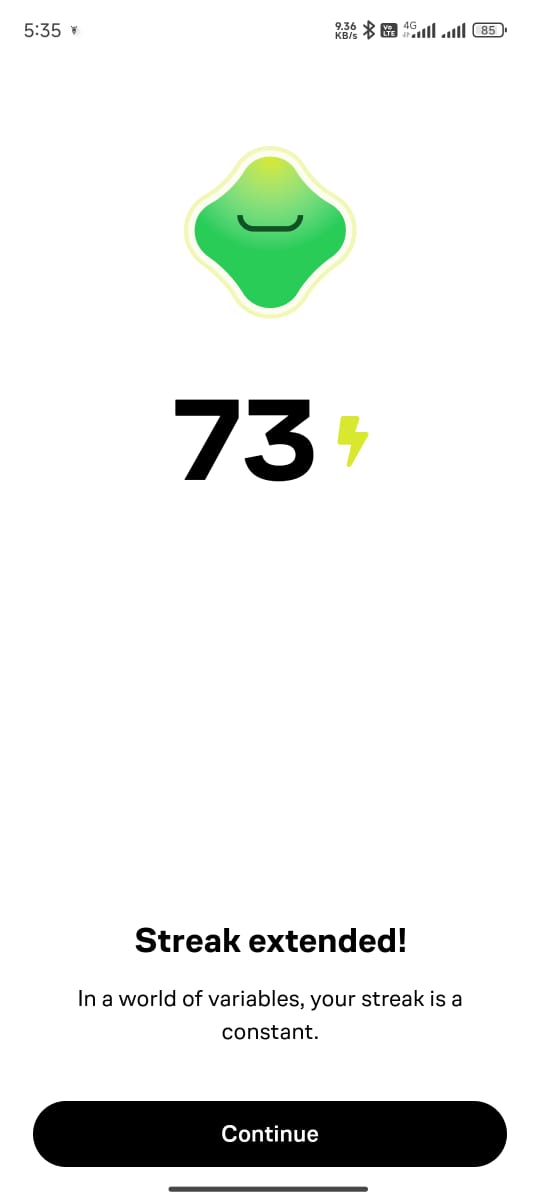 5:35 9.36 KB/s Vo LTE 4G 85
73
Streak extended!
In a world of variables, your streak is a
constant.
Continue